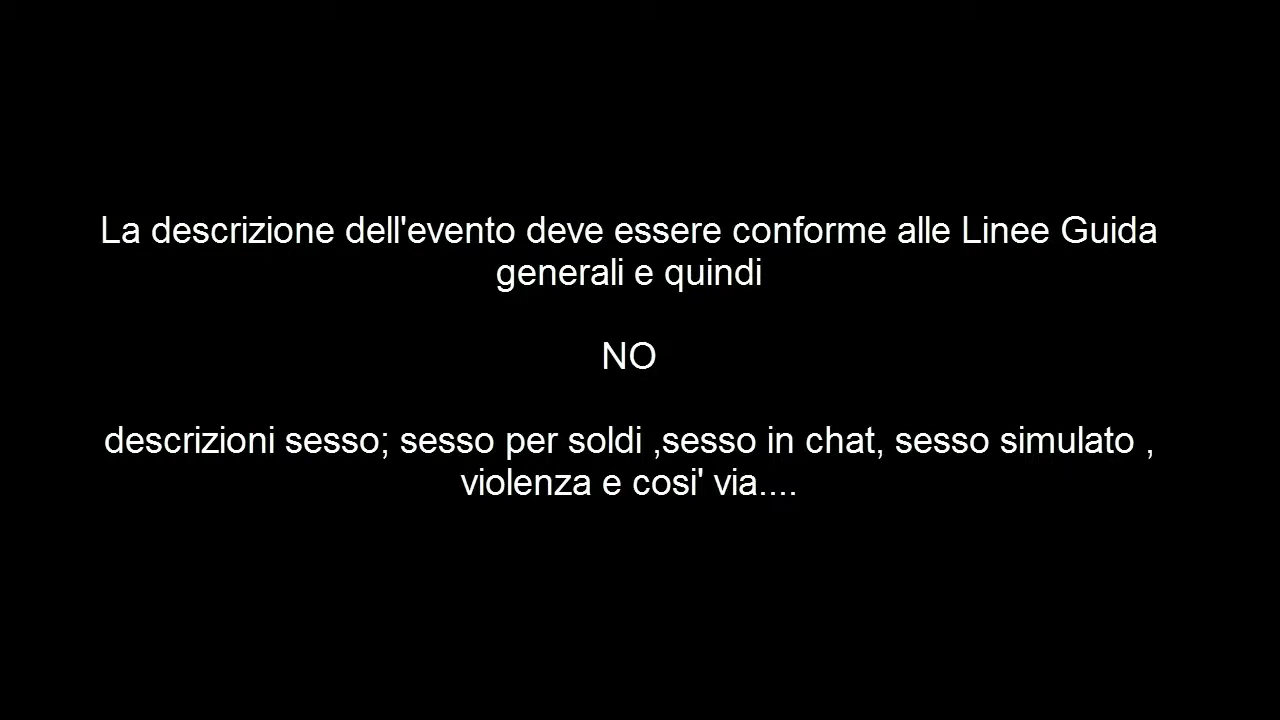 La descrizione dell'evento deve essere conforme alle Linee Guida
generali e quindi
NO
descrizioni sesso; sesso per soldi ,sesso in chat, sesso simulato ,
violenza e cosi' via....